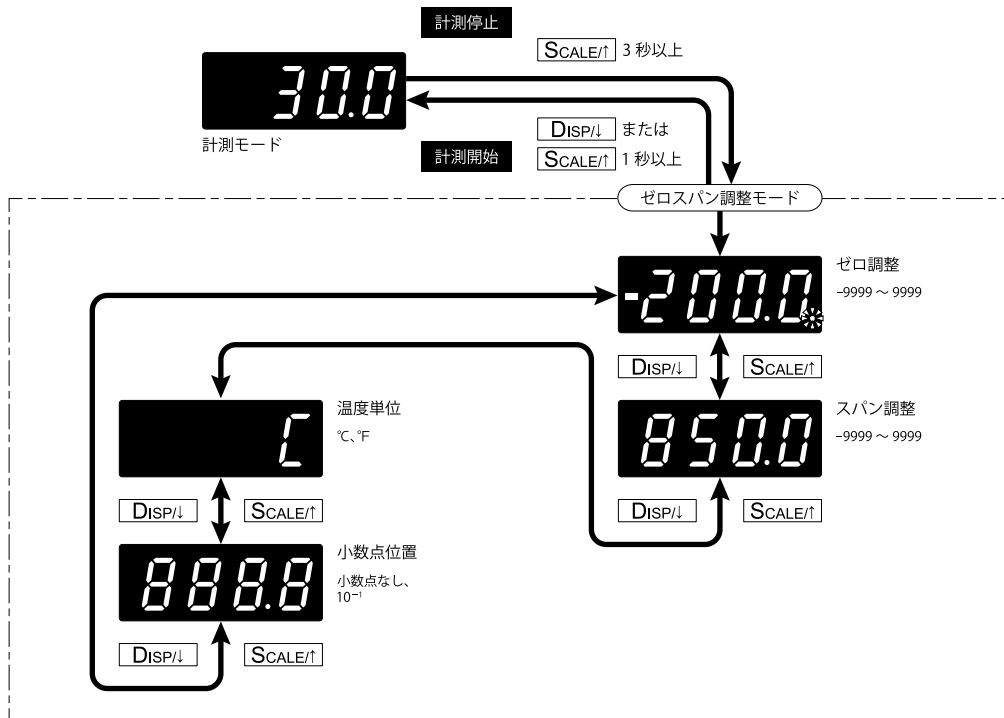 計測停止
SCALE/↑ 3 秒以上
30.0
計測モード
DISP/↓ または
計測開始
SCALE/↑ 1 秒以上
ゼロスパン調整モード
-200.0
ゼロ調整
-9999 ～ 9999
DISP/↓ SCALE/↑
C
温度単位
℃、℉
850.0
スパン調整
-9999 ～ 9999
DISP/↓ SCALE/↑
DISP/↓ SCALE/↑
888.8
小数点位置
小数点なし、
10⁻¹
DISP/↓ SCALE/↑